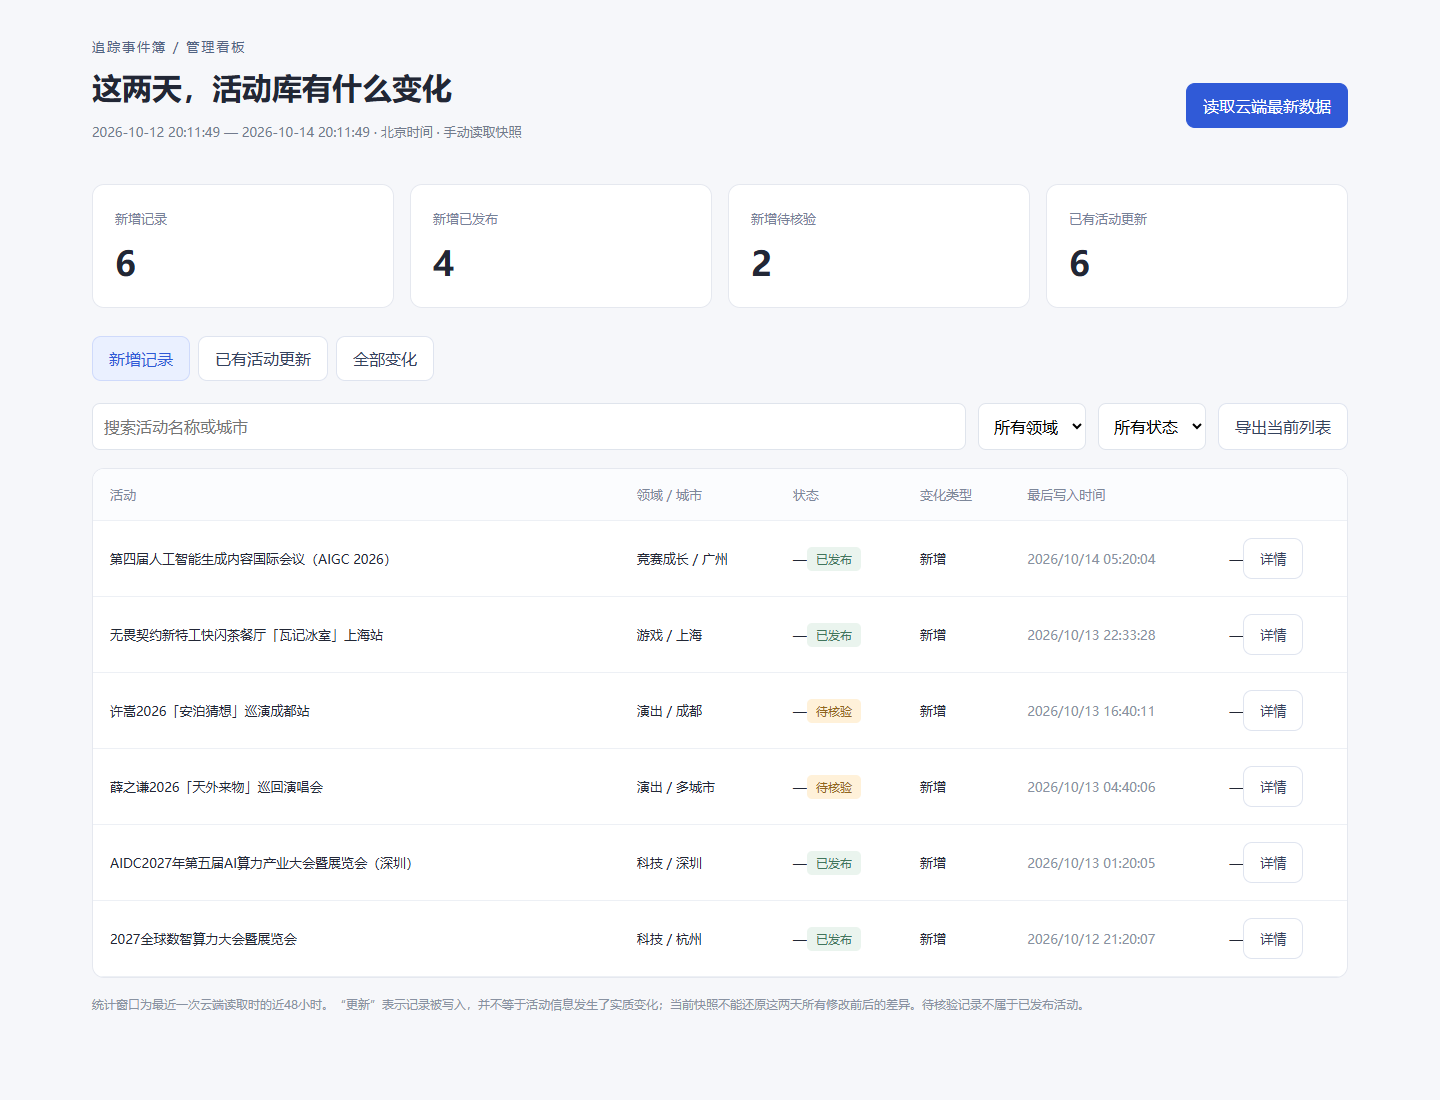 追踪事件簿 / 管理看板
这两天，活动库有什么变化
2026-10-12 20:11:49 — 2026-10-14 20:11:49 · 北京时间 · 手动读取快照
读取云端最新数据
新增记录
6
新增已发布
4
新增待核验
2
已有活动更新
6
新增记录 已有活动更新 全部变化
搜索活动名称或城市 所有领域 所有状态 导出当前列表
活动 领域 / 城市 状态 变化类型 最后写入时间
第四届人工智能生成内容国际会议（AIGC 2026） 竞赛成长 / 广州 —已发布 新增 2026/10/14 05:20:04 —详情
无畏契约新特工快闪茶餐厅「瓦记冰室」上海站 游戏 / 上海 —已发布 新增 2026/10/13 22:33:28 —详情
许嵩2026「安泊猜想」巡演成都站 演出 / 成都 —待核验 新增 2026/10/13 16:40:11 —详情
薛之谦2026「天外来物」巡回演唱会 演出 / 多城市 —待核验 新增 2026/10/13 04:40:06 —详情
AIDC2027年第五届AI算力产业大会暨展览会（深圳） 科技 / 深圳 —已发布 新增 2026/10/13 01:20:05 —详情
2027全球数智算力大会暨展览会 科技 / 杭州 —已发布 新增 2026/10/12 21:20:07 —详情
统计窗口为最近一次云端读取时的近48小时。“更新”表示记录被写入，并不等于活动信息发生了实质变化；当前快照不能还原这两天所有修改前后的差异。待核验记录不属于已发布活动。